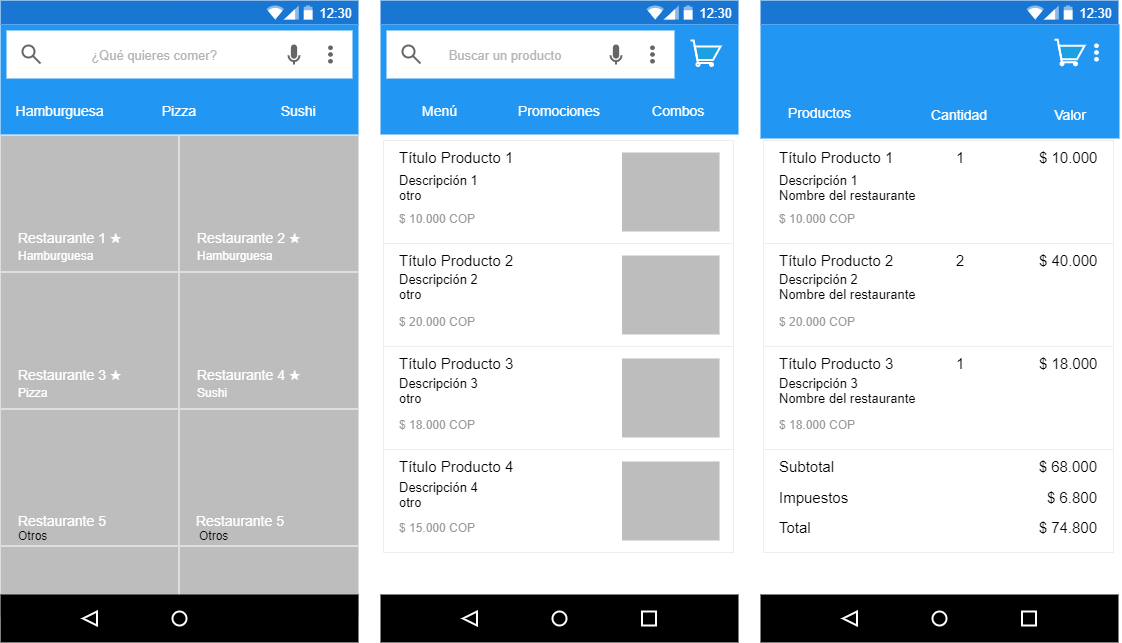 12:30
¿Qué quieres comer?
Hamburguesa Pizza Sushi
Restaurante 1 ★ Restaurante 2 ★
Hamburguesa Hamburguesa
Restaurante 3 ★ Restaurante 4 ★
Pizza Sushi
Restaurante 5 Restaurante 5
Otros Otros
12:30
Buscar un producto
Menú Promociones Combos
Título Producto 1
Descripción 1
otro
$ 10.000 COP
Título Producto 2
Descripción 2
otro
$ 20.000 COP
Título Producto 3
Descripción 3
otro
$ 18.000 COP
Título Producto 4
Descripción 4
otro
$ 15.000 COP
12:30
Productos Cantidad Valor
Título Producto 1 1 $ 10.000
Descripción 1
Nombre del restaurante
$ 10.000 COP
Título Producto 2 2 $ 40.000
Descripción 2
Nombre del restaurante
$ 20.000 COP
Título Producto 3 1 $ 18.000
Descripción 3
Nombre del restaurante
$ 18.000 COP
Subtotal $ 68.000
Impuestos $ 6.800
Total $ 74.800